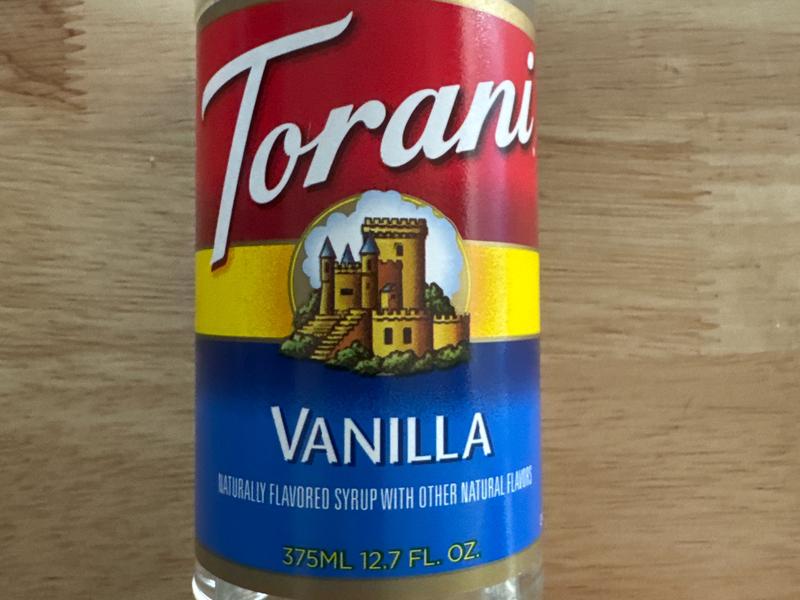 Torani
VANILLA
NATURALLY FLAVORED SYRUP WITH OTHER NATURAL FLAVORS
375ML 12.7 FL. OZ.